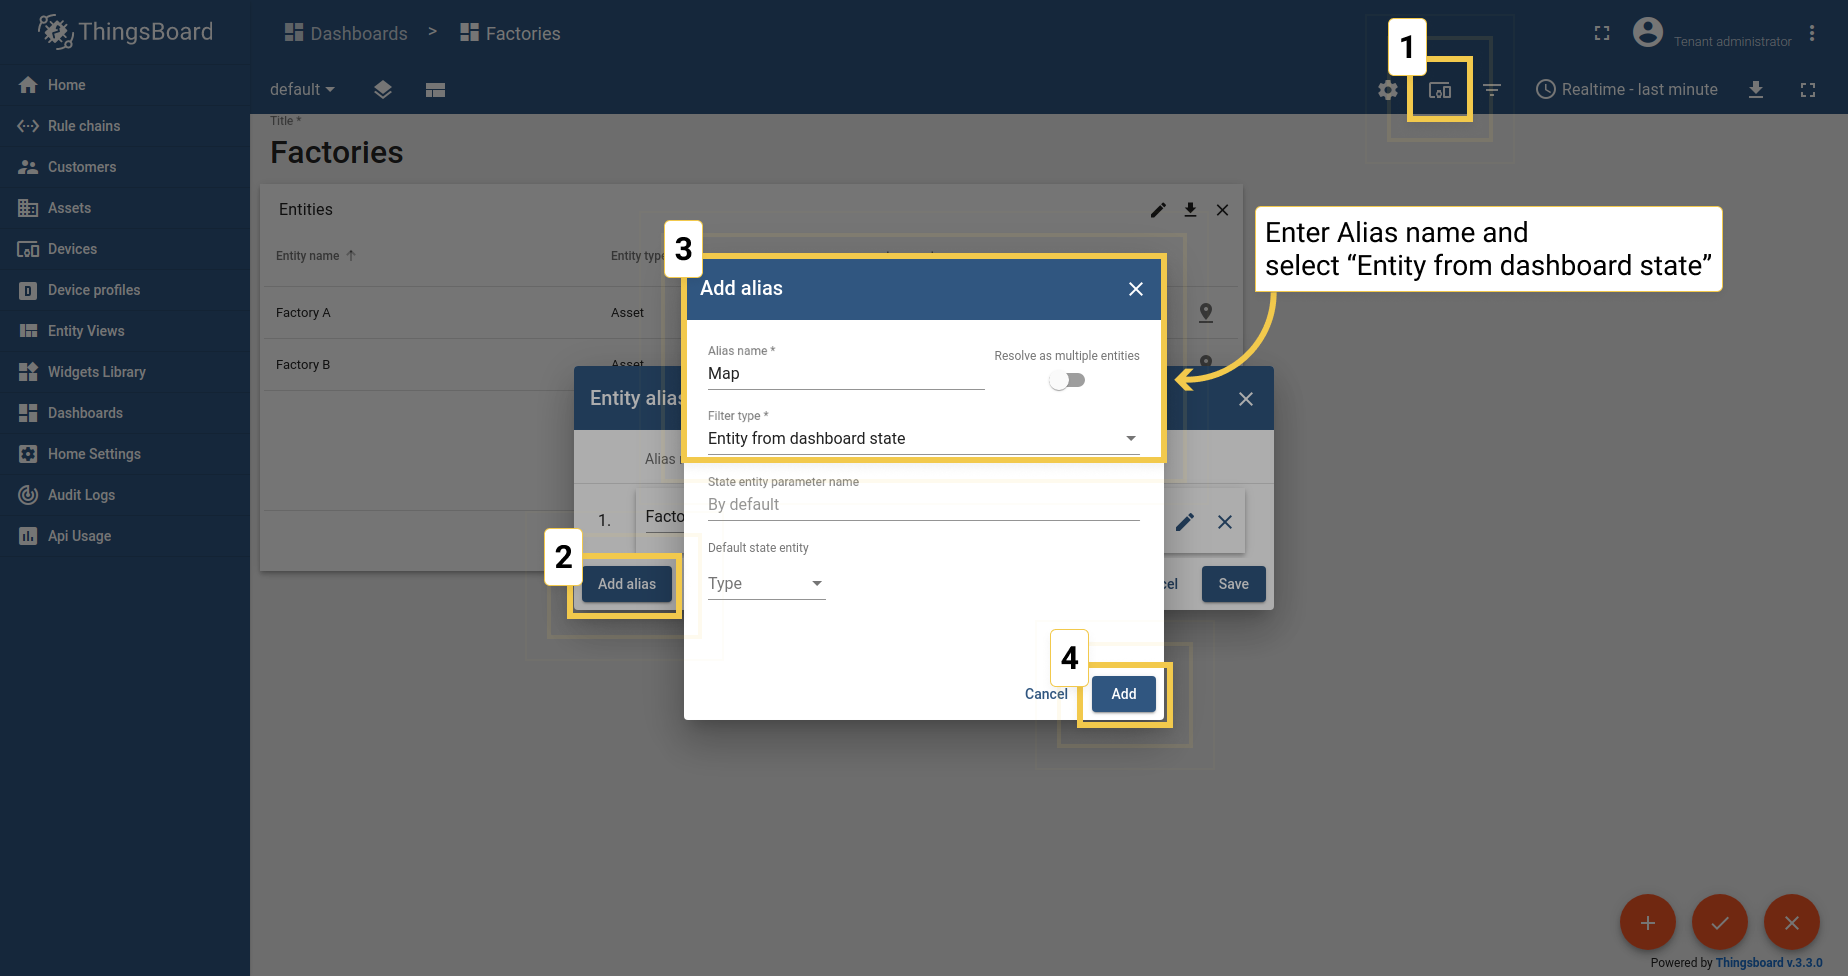 ThingsBoard
Dashboards > Factories
Tenant administrator
Home
Rule chains
Customers
Assets
Devices
Device profiles
Entity Views
Widgets Library
Dashboards
Home Settings
Audit Logs
Api Usage
default
1
Realtime - last minute
Title *
Factories
Entities
Entity name
Entity type
Factory A
Asset
Factory B
Asset
Enter Alias name and
select “Entity from dashboard state”
3
Add alias
Alias name *
Map
Resolve as multiple entities
Filter type *
Entity from dashboard state
State entity parameter name
By default
Default state entity
Type
4
Cancel
Add
Entity alias
Alias
1.
Facto
2
Add alias
cel
Save
Powered by Thingsboard v.3.3.0